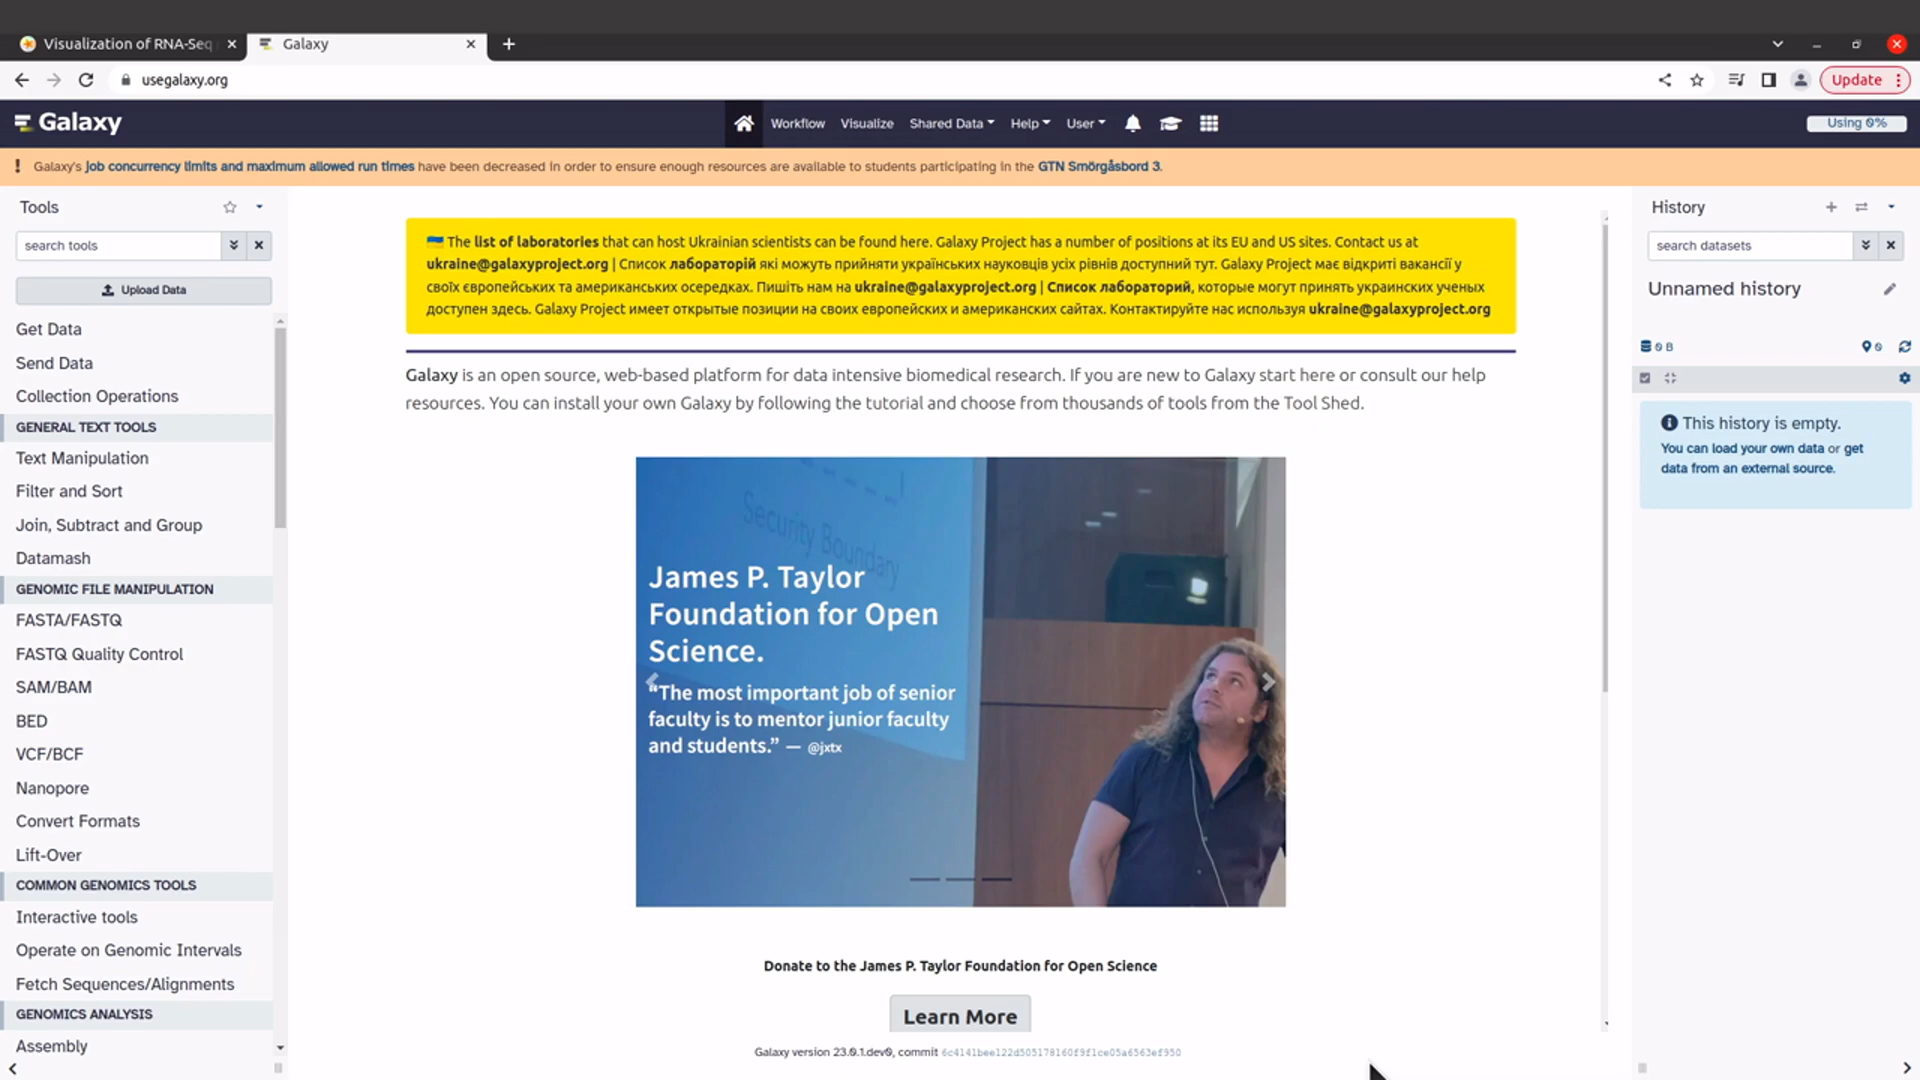 Visualization of RNA-Seq
Galaxy
usegalaxy.org
Update
Galaxy
Workflow Visualize Shared Data Help User
Using 0%
Galaxy's job concurrency limits and maximum allowed run times have been decreased in order to ensure enough resources are available to students participating in the GTN Smörgåsbord 3.
Tools
search tools
Upload Data
Get Data
Send Data
Collection Operations
GENERAL TEXT TOOLS
Text Manipulation
Filter and Sort
Join, Subtract and Group
Datamash
GENOMIC FILE MANIPULATION
FASTA/FASTQ
FASTQ Quality Control
SAM/BAM
BED
VCF/BCF
Nanopore
Convert Formats
Lift-Over
COMMON GENOMICS TOOLS
Interactive tools
Operate on Genomic Intervals
Fetch Sequences/Alignments
GENOMICS ANALYSIS
Assembly
The list of laboratories that can host Ukrainian scientists can be found here. Galaxy Project has a number of positions at its EU and US sites. Contact us at
ukraine@galaxyproject.org | Список лабораторій які можуть прийняти українських науковців усіх рівнів доступний тут. Galaxy Project має відкриті вакансії у
своїх європейських та американських осередках. Пишіть нам на ukraine@galaxyproject.org | Список лабораторий, которые могут принять украинских ученых
доступен здесь. Galaxy Project имеет открытые позиции на своих европейских и американских сайтах. Контактируйте нас используя ukraine@galaxyproject.org
Galaxy is an open source, web-based platform for data intensive biomedical research. If you are new to Galaxy start here or consult our help
resources. You can install your own Galaxy by following the tutorial and choose from thousands of tools from the Tool Shed.
Security Boundary
James P. Taylor
Foundation for Open
Science.
“The most important job of senior
faculty is to mentor junior faculty
and students.” — @jxtx
Donate to the James P. Taylor Foundation for Open Science
Learn More
Galaxy version 23.0.1.dev0, commit 6c4141bee122d505178160f9f1ce05a6563ef950
History
search datasets
Unnamed history
0 B
0
This history is empty.
You can load your own data or get
data from an external source.